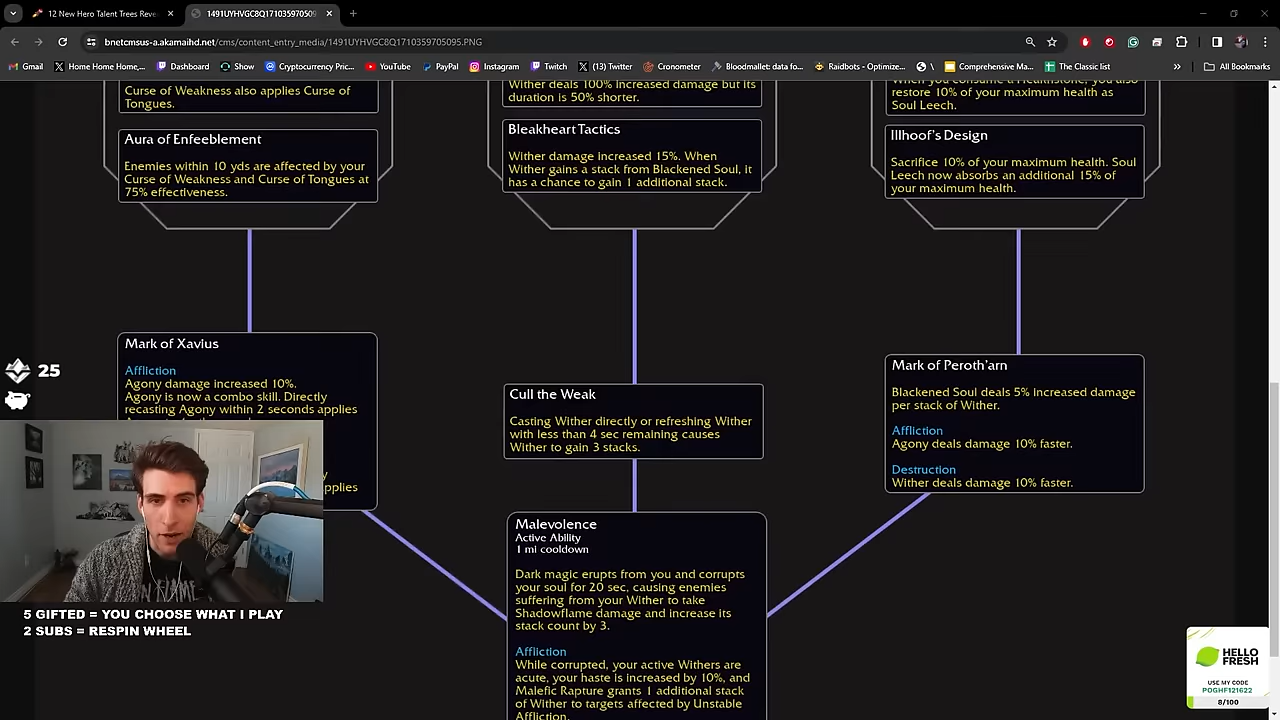 12 New Hero Talent Trees Reve
1491UYHVGC8Q1710359705095
bnetcmsus-a.akamaihd.net/cms/content_entry_media/1491UYHVGC8Q1710359705095.PNG
Gmail
Home Home Home,...
Dashboard
Show
Cryptocurrency Pric...
YouTube
PayPal
Instagram
Twitch
(13) Twitter
Cronometer
Bloodmallet: data fo...
Raidbots - Optimize...
\
Comprehensive Ma...
The Classic list
»
All Bookmarks
Curse of Weakness also applies Curse of
Tongues.
Aura of Enfeeblement
Enemies within 10 yds are affected by your
Curse of Weakness and Curse of Tongues at
75% effectiveness.
Wither deals 100% increased damage but its
duration is 50% shorter.
Bleakheart Tactics
Wither damage increased 15%. When
Wither gains a stack from Blackened Soul, it
has a chance to gain 1 additional stack.
When you consume a Healthstone, you also
restore 10% of your maximum health as
Soul Leech.
Illhoof's Design
Sacrifice 10% of your maximum health. Soul
Leech now absorbs an additional 15% of
your maximum health.
Mark of Xavius
Affliction
Agony damage increased 10%.
Agony is now a combo skill. Directly
recasting Agony within 2 seconds applies
y
pplies
Cull the Weak
Casting Wither directly or refreshing Wither
with less than 4 sec remaining causes
Wither to gain 3 stacks.
Mark of Peroth'arn
Blackened Soul deals 5% increased damage
per stack of Wither.
Affliction
Agony deals damage 10% faster.
Destruction
Wither deals damage 10% faster.
Malevolence
Active Ability
1 mi cooldown
Dark magic erupts from you and corrupts
your soul for 20 sec, causing enemies
suffering from your Wither to take
Shadowflame damage and increase its
stack count by 3.
Affliction
While corrupted, your active Withers are
acute, your haste is increased by 10%, and
Malefic Rapture grants 1 additional stack
of Wither to targets affected by Unstable
Affliction.
25
5 GIFTED = YOU CHOOSE WHAT I PLAY
2 SUBS = RESPIN WHEEL
HELLO
FRESH
USE MY CODE
POGHF121622
8/100